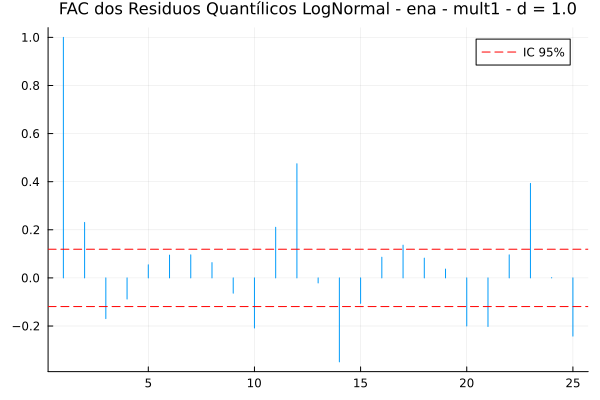 FAC dos Residuos Quantílicos LogNormal - ena - mult1 - d = 1.0
IC 95%
1.0
0.8
0.6
0.4
0.2
0.0
−0.2
5 10 15 20 25